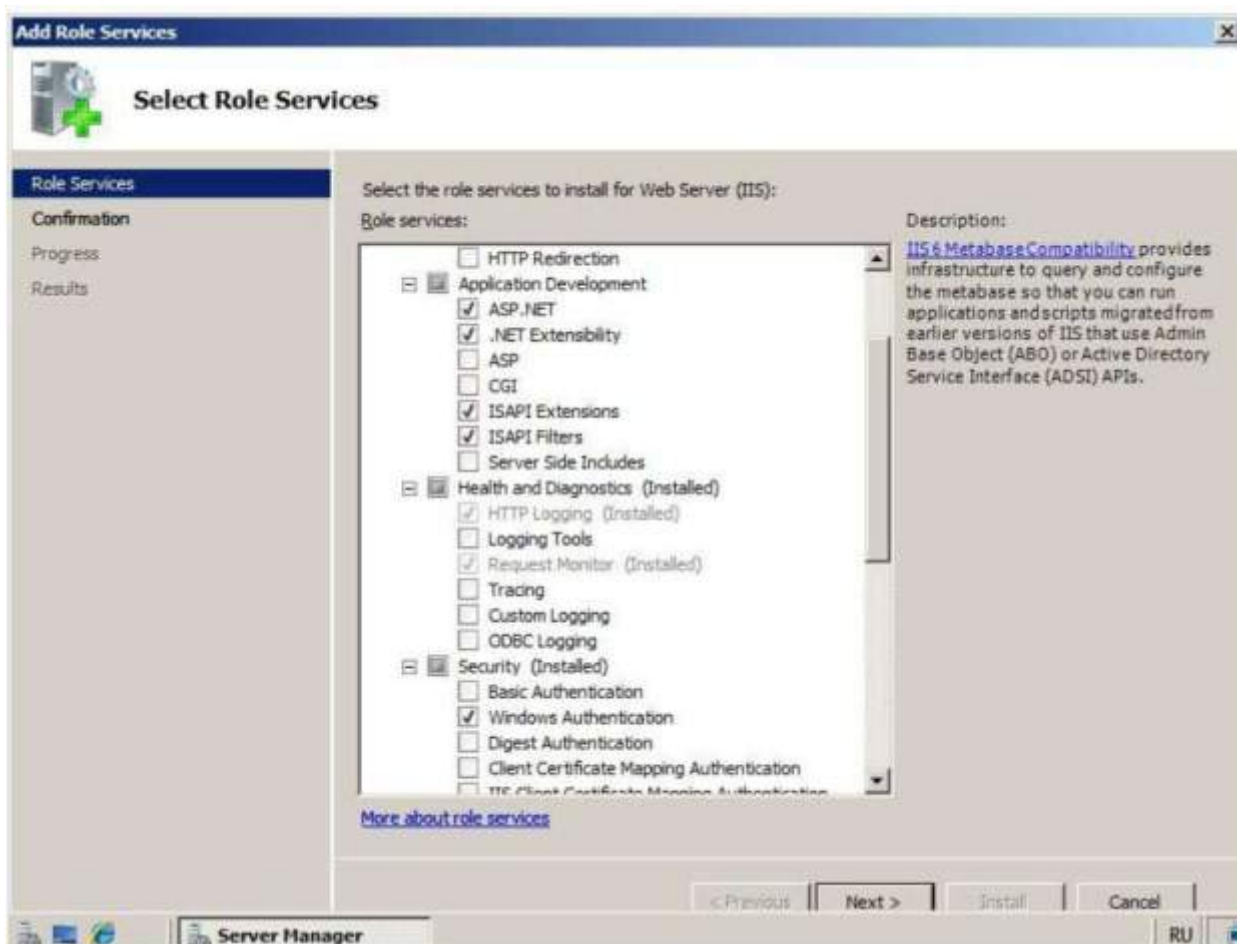 Add Role Services
Select Role Services
Role Services
Confirmation
Progress
Results
Select the role services to install for Web Server (IIS):
Role services:
HTTP Redirection
Application Development
ASP.NET
.NET Extensibility
ASP
CGI
ISAPI Extensions
ISAPI Filters
Server Side Includes
Health and Diagnostics (Installed)
HTTP Logging (Installed)
Logging Tools
Request Monitor (Installed)
Tracing
Custom Logging
ODBC Logging
Security (Installed)
Basic Authentication
Windows Authentication
Digest Authentication
Client Certificate Mapping Authentication
IIS Client Certificate Mapping Authentication
More about role services
Description:
IIS 6 Metabase Compatibility provides
infrastructure to query and configure
the metabase so that you can run
applications and scripts migrated from
earlier versions of IIS that use Admin
Base Object (ABO) or Active Directory
Service Interface (ADSI) APIs.
< Previous
Next >
Install
Cancel
Server Manager
RU